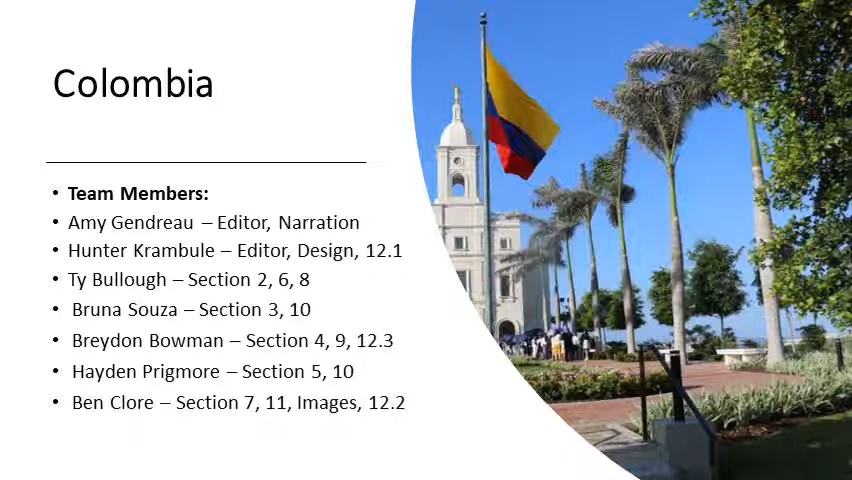 Colombia
• Team Members:
• Amy Gendreau – Editor, Narration
• Hunter Krambule – Editor, Design, 12.1
• Ty Bullough – Section 2, 6, 8
• Bruna Souza – Section 3, 10
• Breydon Bowman – Section 4, 9, 12.3
• Hayden Prigmore – Section 5, 10
• Ben Clore – Section 7, 11, Images, 12.2